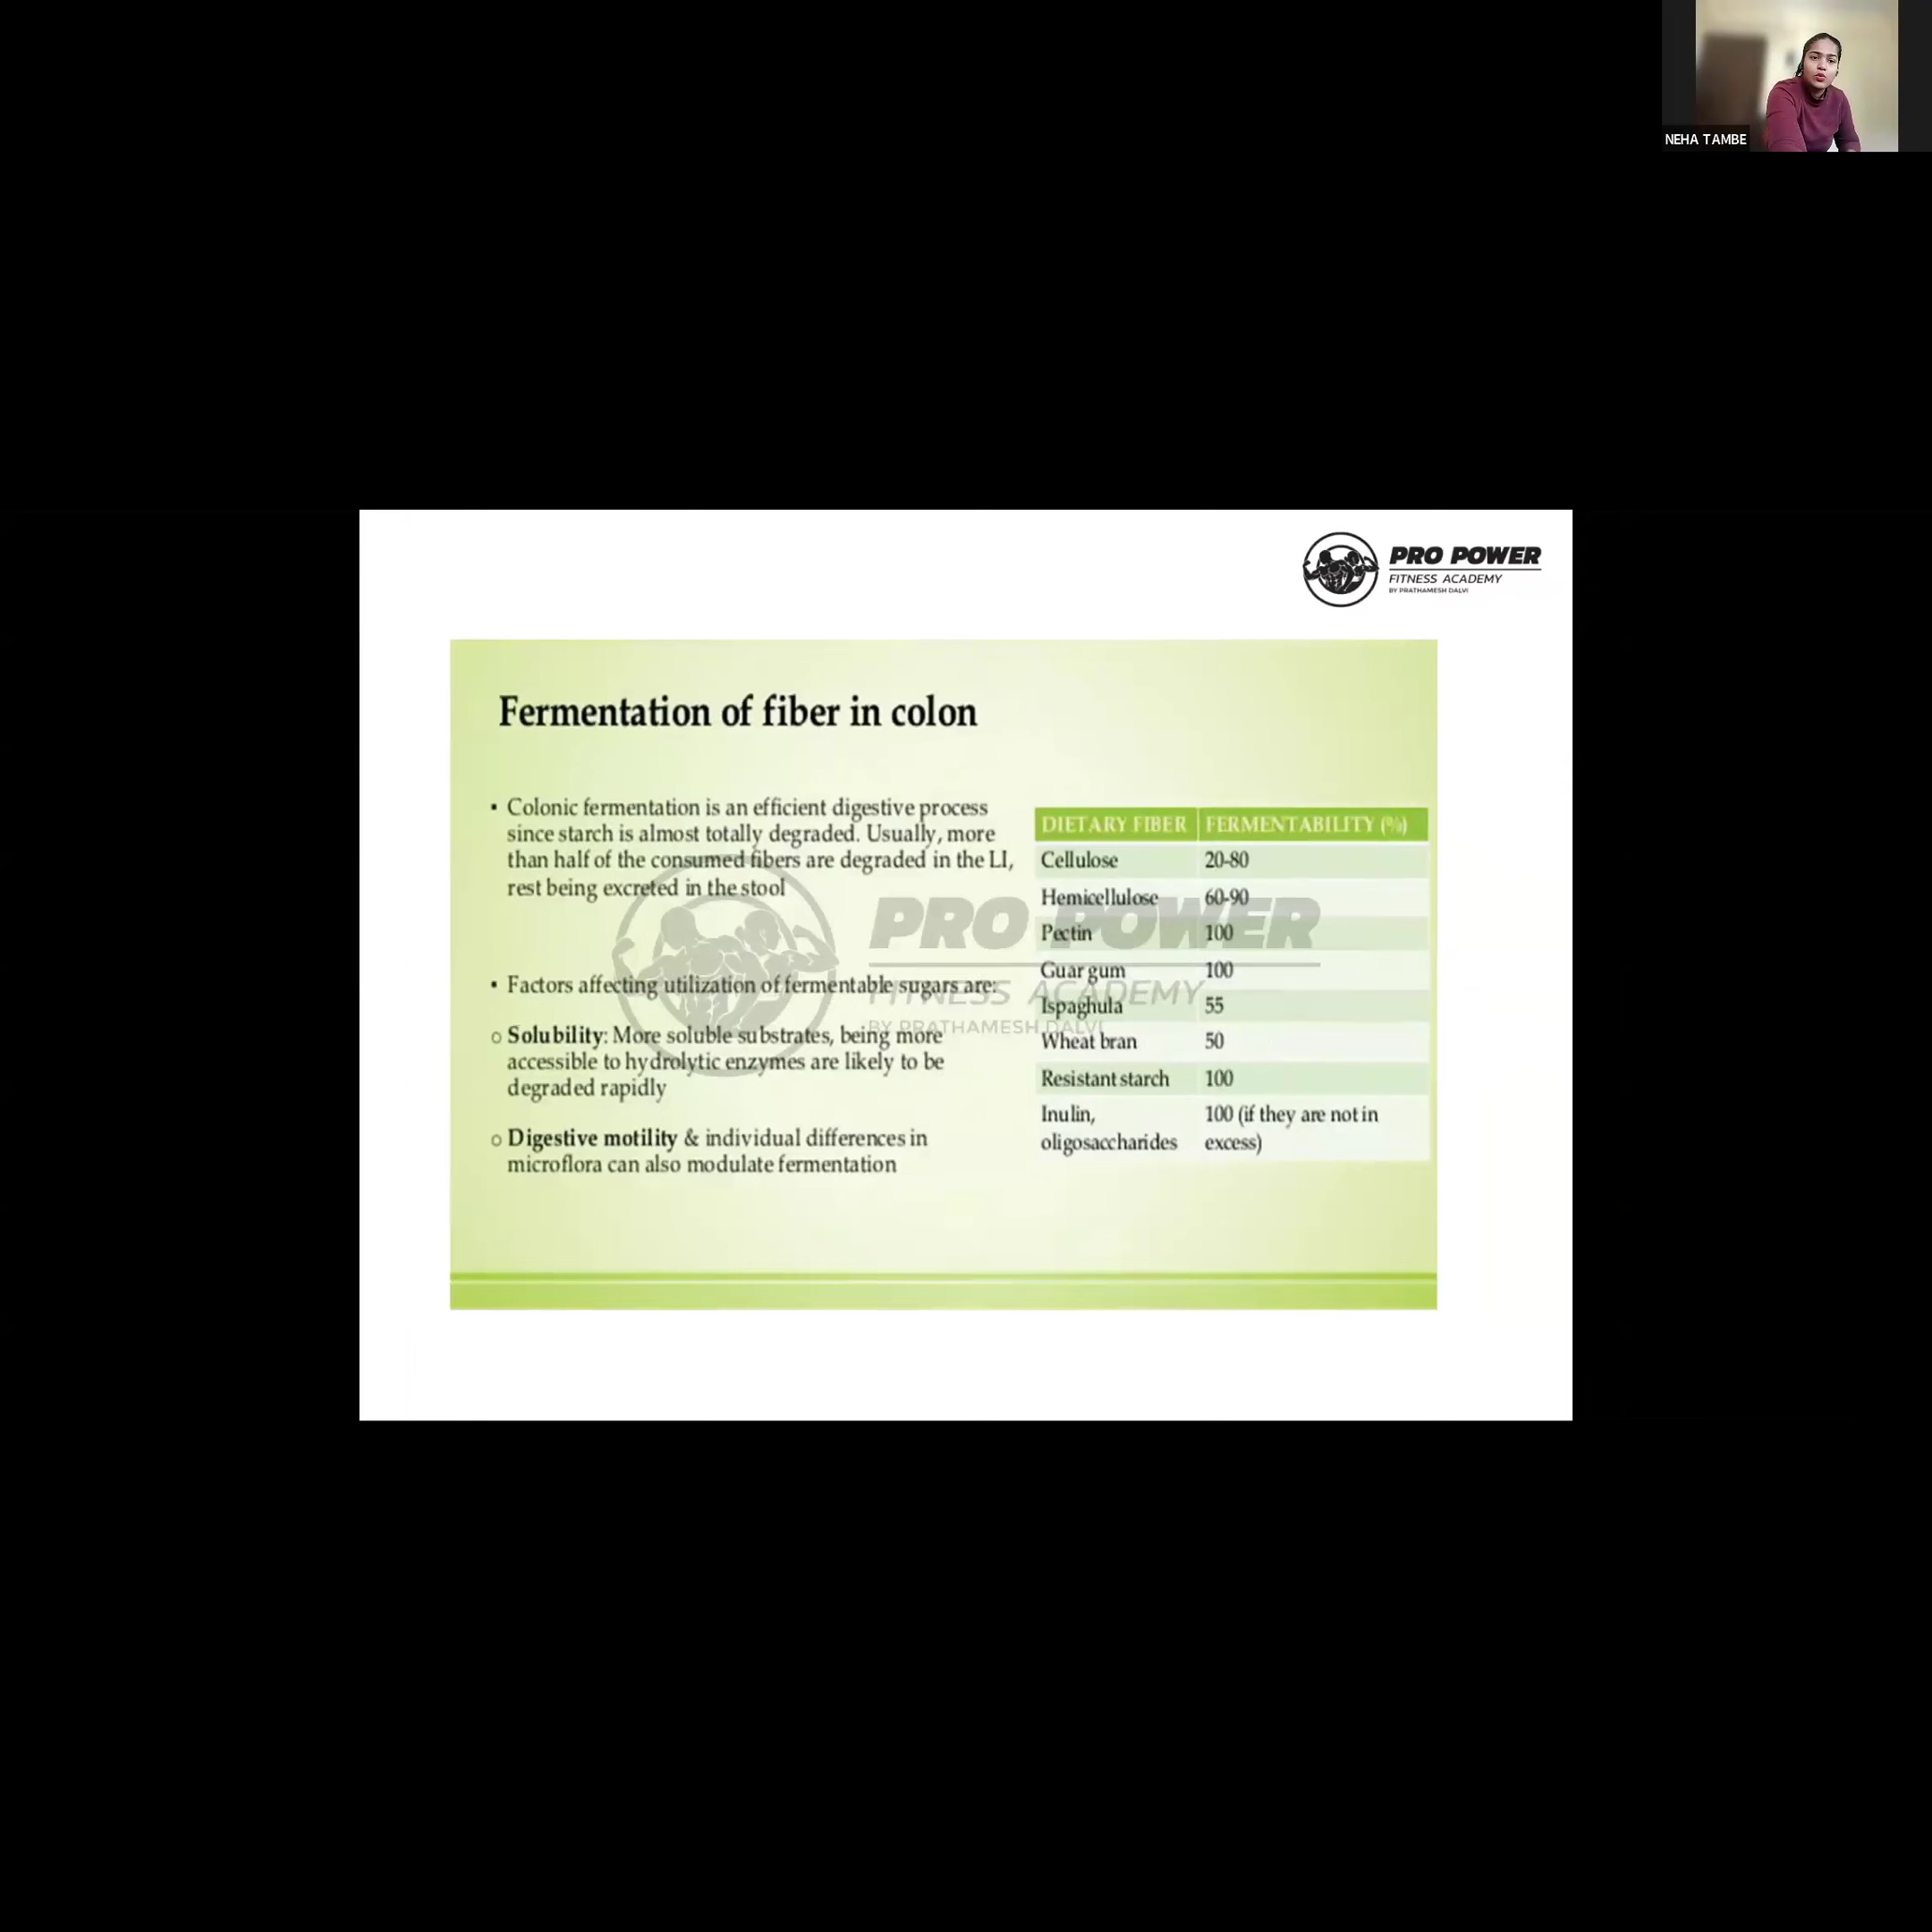 NEHA TAMBE
PRO POWER
FITNESS ACADEMY
BY PRATHAMESH DALVI
Fermentation of fiber in colon
▪ Colonic fermentation is an efficient digestive process
since starch is almost totally degraded. Usually, more
than half of the consumed fibers are degraded in the LI,
rest being excreted in the stool
▪ Factors affecting utilization of fermentable sugars are:
o Solubility: More soluble substrates, being more
accessible to hydrolytic enzymes are likely to be
degraded rapidly
o Digestive motility & individual differences in
microflora can also modulate fermentation
DIETARY FIBER FERMENTABILITY (%)
Cellulose 20-80
Hemicellulose 60-90
Pectin 100
Guar gum 100
Ispaghula 55
Wheat bran 50
Resistant starch 100
Inulin, 100 (if they are not in
oligosaccharides excess)
PRO POWER
FITNESS ACADEMY
BY PRATHAMESH DALVI